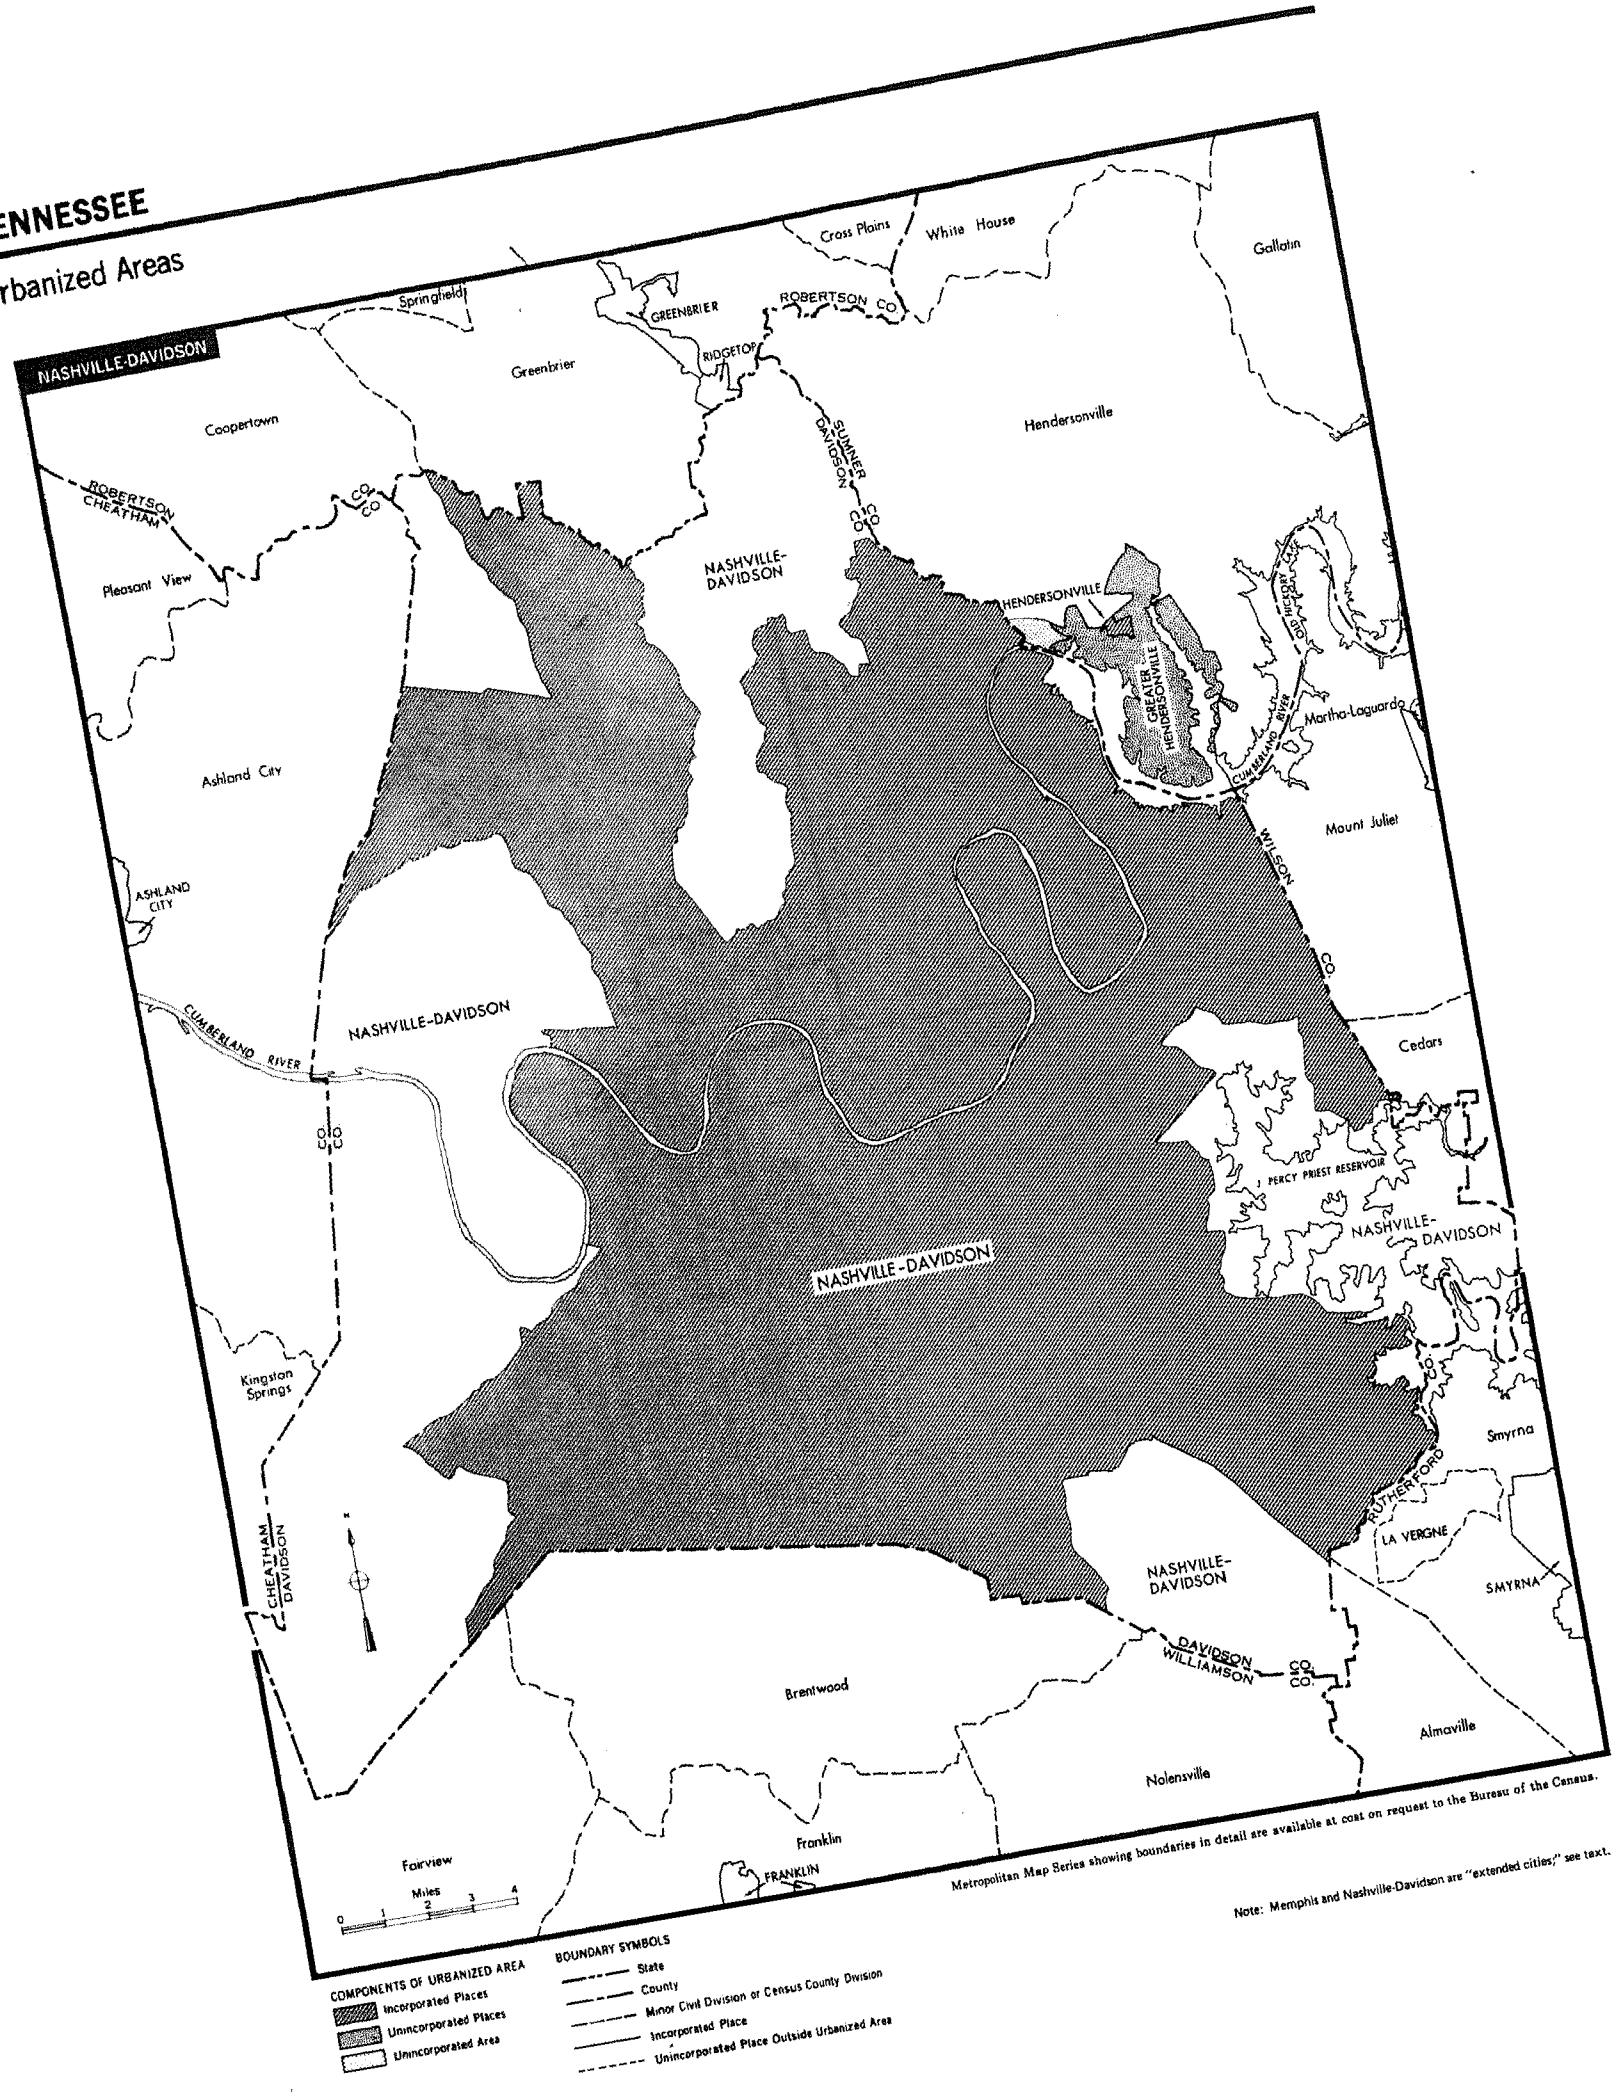 ENNESSEE
rbanized Areas
NASHVILLE-DAVIDSON
Springfield
Cross Plains
White House
Gallatin
GREENBRIER
ROBERTSON CO.
RIDGETOP
Greenbrier
Coopertown
Hendersonville
SUMNER
DAVIDSON
CO.
CO.
ROBERTSON
CHEATHAM
CO.
CO.
Pleasant View
NASHVILLE-
DAVIDSON
HENDERSONVILLE
OLD HICKORY LAKE
GREATER
HENDERSONVILLE
CUMBERLAND RIVER
Martha-Laguardo
Ashland City
Mount Juliet
WILSON
CO.
ASHLAND
CITY
CUMBERLAND RIVER
NASHVILLE-DAVIDSON
Cedars
CO.
CO.
J PERCY PRIEST RESERVOIR
NASHVILLE-
DAVIDSON
NASHVILLE-DAVIDSON
Kingston
Springs
CO.
Smyrna
RUTHERFORD
LA VERGNE
CHEATHAM
DAVIDSON
N
NASHVILLE-
DAVIDSON
SMYRNA
DAVIDSON CO.
WILLIAMSON CO.
Brentwood
Almaville
Nolensville
Franklin
FRANKLIN
Fairview
Miles
0 1 2 3 4
Metropolitan Map Series showing boundaries in detail are available at cost on request to the Bureau of the Census.
Note: Memphis and Nashville-Davidson are "extended cities;" see text.
COMPONENTS OF URBANIZED AREA
Incorporated Places
Unincorporated Places
Unincorporated Area
BOUNDARY SYMBOLS
State
County
Minor Civil Division or Census County Division
Incorporated Place
Unincorporated Place Outside Urbanized Area